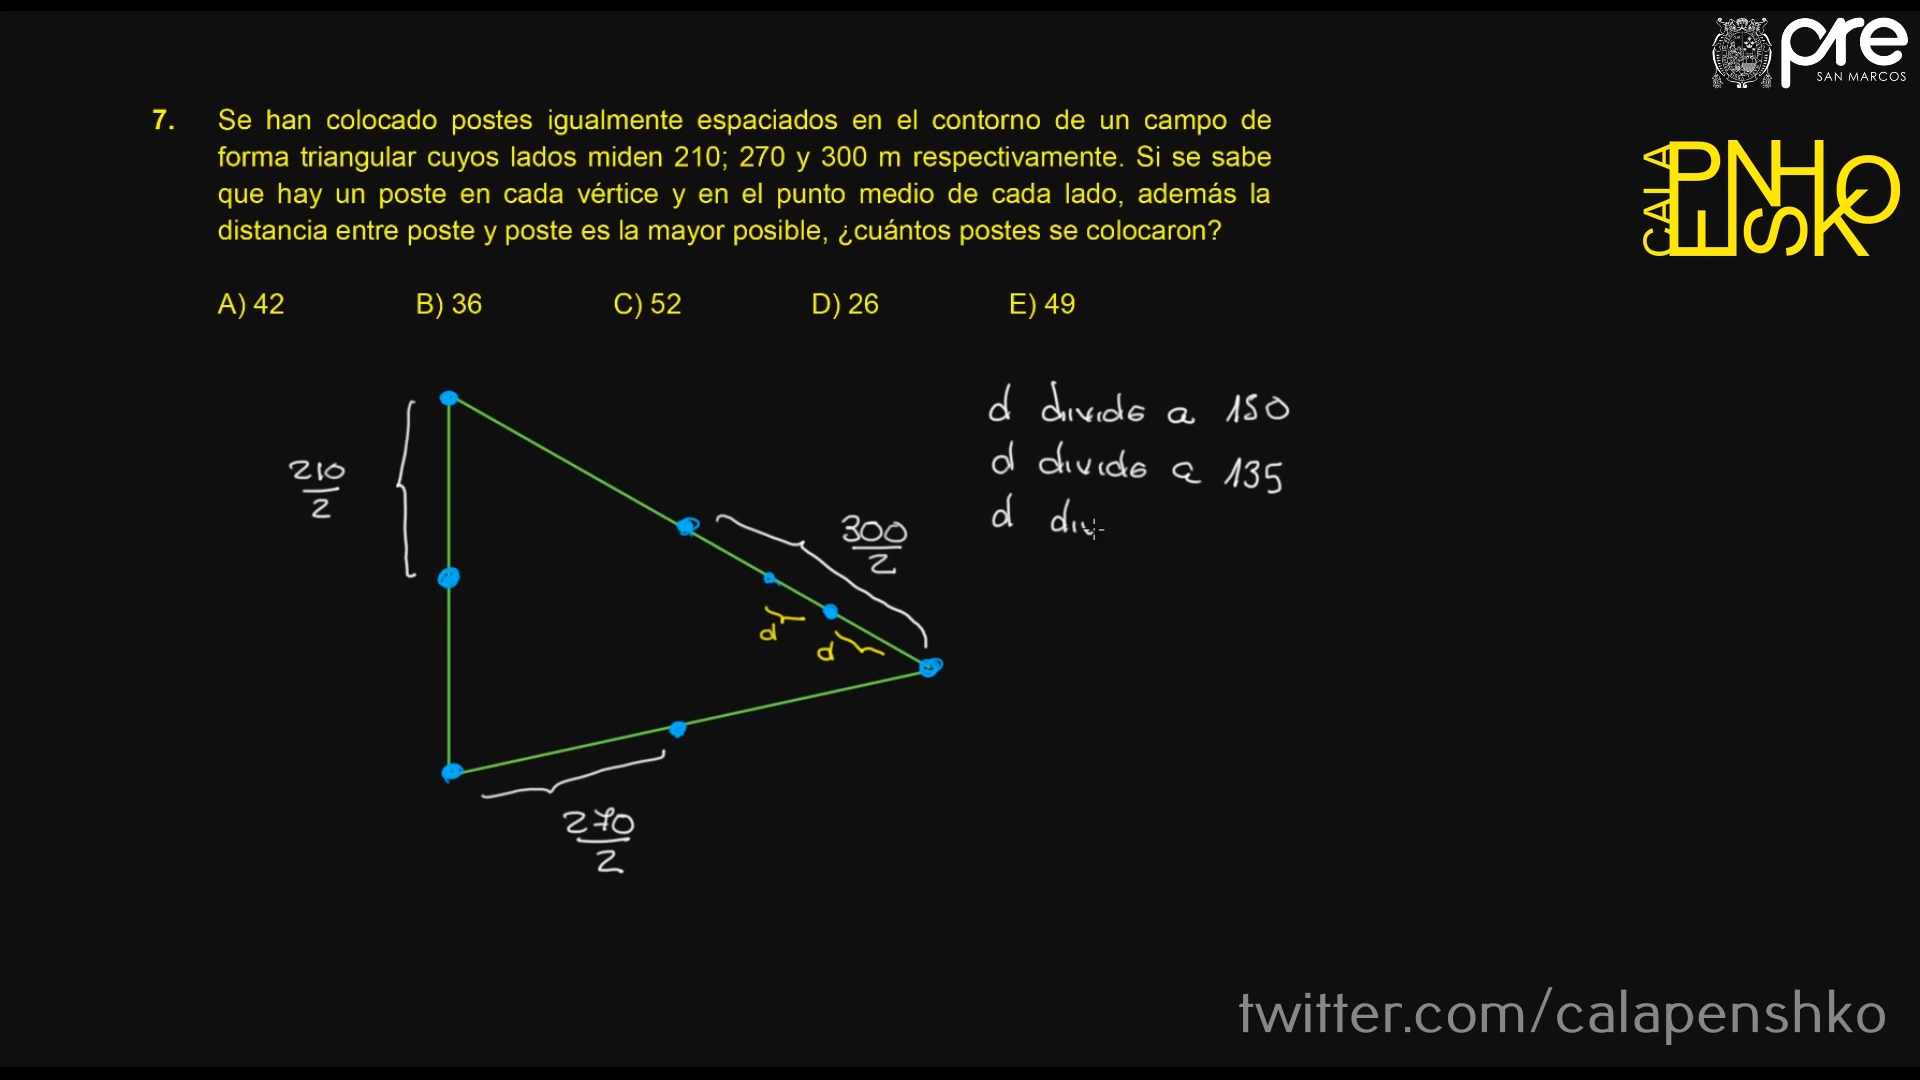 pre
SAN MARCOS
CALA
PENSHKO
7. Se han colocado postes igualmente espaciados en el contorno de un campo de
forma triangular cuyos lados miden 210; 270 y 300 m respectivamente. Si se sabe
que hay un poste en cada vértice y en el punto medio de cada lado, además la
distancia entre poste y poste es la mayor posible, ¿cuántos postes se colocaron?
A) 42 B) 36 C) 52 D) 26 E) 49
d divide a 150
d divide a 135
d div
210
2
300
2
d
d
270
2
twitter.com/calapenshko